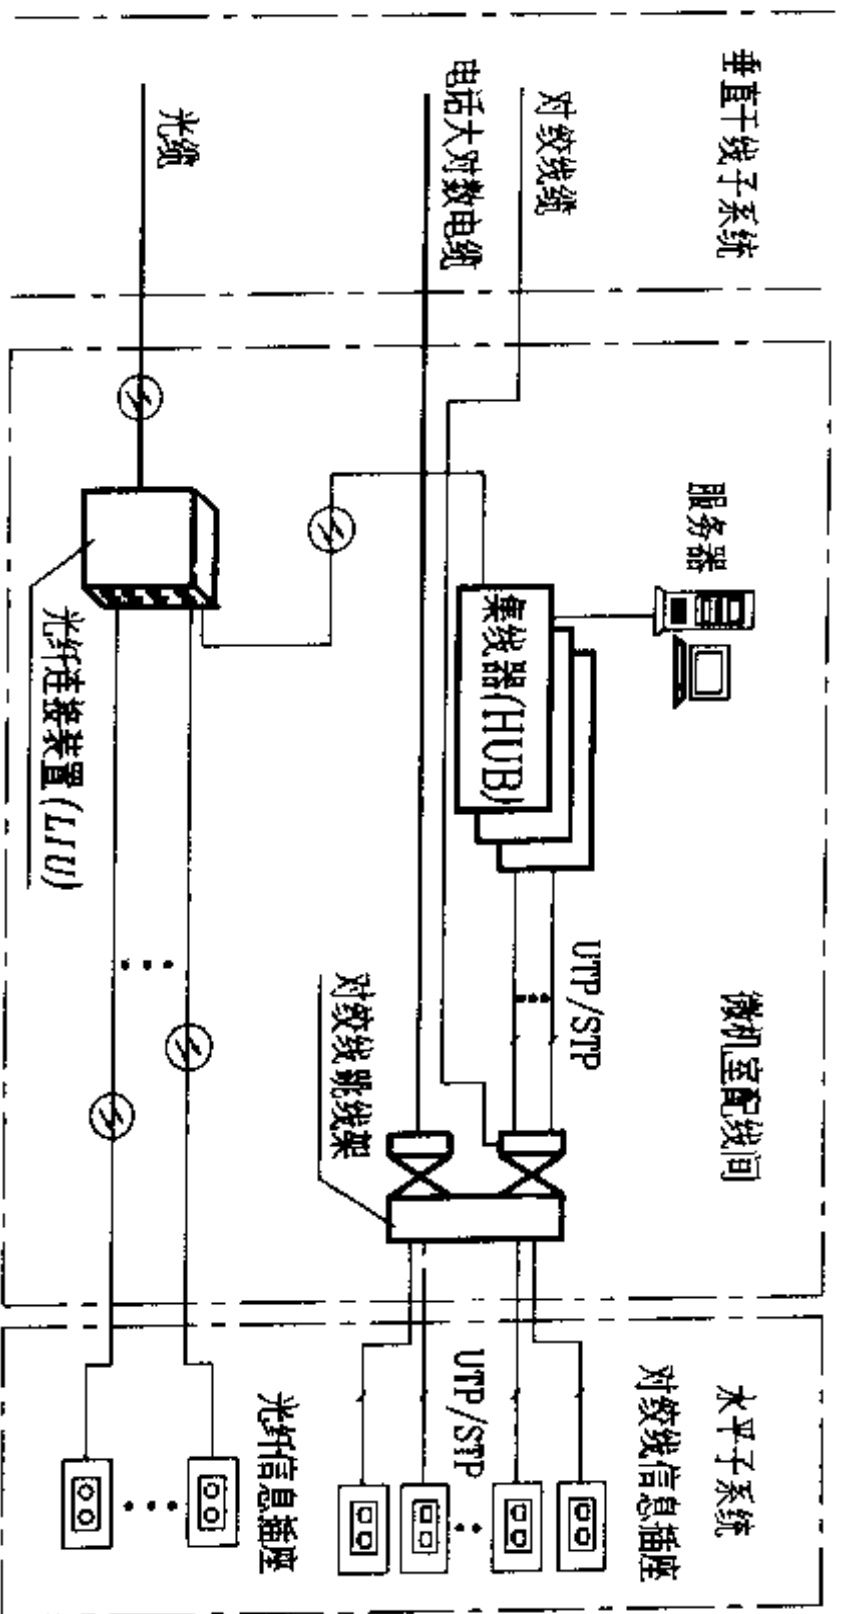 垂直干线子系统
对绞线缆
电话大对数电缆
光缆
服务器
集线器(HUB)
光纤连接装置(LIU)
微机室配线间
UTP/STP
对绞线跳线架
水平子系统
对绞线信息插座
UTP/STP
光纤信息插座